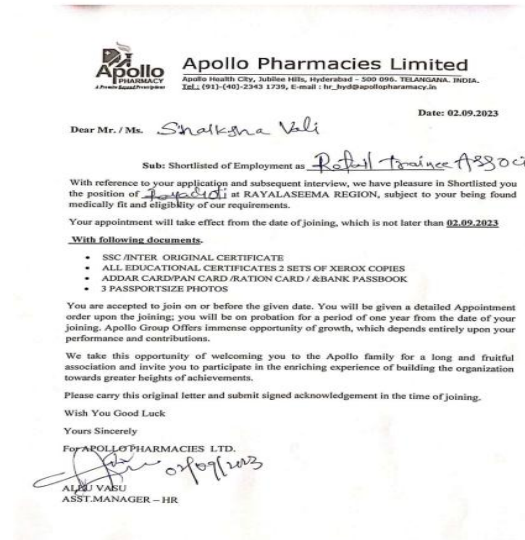 Apollo
PHARMACY
Apollo Pharmacies Limited
Apollo Health City, Jubilee Hills, Hyderabad - 500 096. TELANGANA. INDIA.
Tel.: (91)-(40)-2343 1739, E-mail : hr_hyd@apollopharamacy.in
Date: 02.09.2023
Dear Mr. / Ms. Shaiksha Vali
Sub: Shortlisted of Employment as Retail Trainee Associ
With reference to your application and subsequent interview, we have pleasure in Shortlisted you
the position of Rayachoti at RAYALASEEMA REGION, subject to your being found
medically fit and eligibility of our requirements.
Your appointment will take effect from the date of joining, which is not later than 02.09.2023
With following documents.
• SSC /INTER ORIGINAL CERTIFICATE
• ALL EDUCATIONAL CERTIFICATES 2 SETS OF XEROX COPIES
• ADDAR CARD/PAN CARD /RATION CARD / &BANK PASSBOOK
• 3 PASSPORTSIZE PHOTOS
You are accepted to join on or before the given date. You will be given a detailed Appointment
order upon the joining; you will be on probation for a period of one year from the date of your
joining. Apollo Group Offers immense opportunity of growth, which depends entirely upon your
performance and contributions.
We take this opportunity of welcoming you to the Apollo family for a long and fruitful
association and invite you to participate in the enriching experience of building the organization
towards greater heights of achievements.
Please carry this original letter and submit signed acknowledgement in the time of joining.
Wish You Good Luck
Yours Sincerely
For APOLLO PHARMACIES LTD.
02/09/2023
VASU
ASST.MANAGER – HR